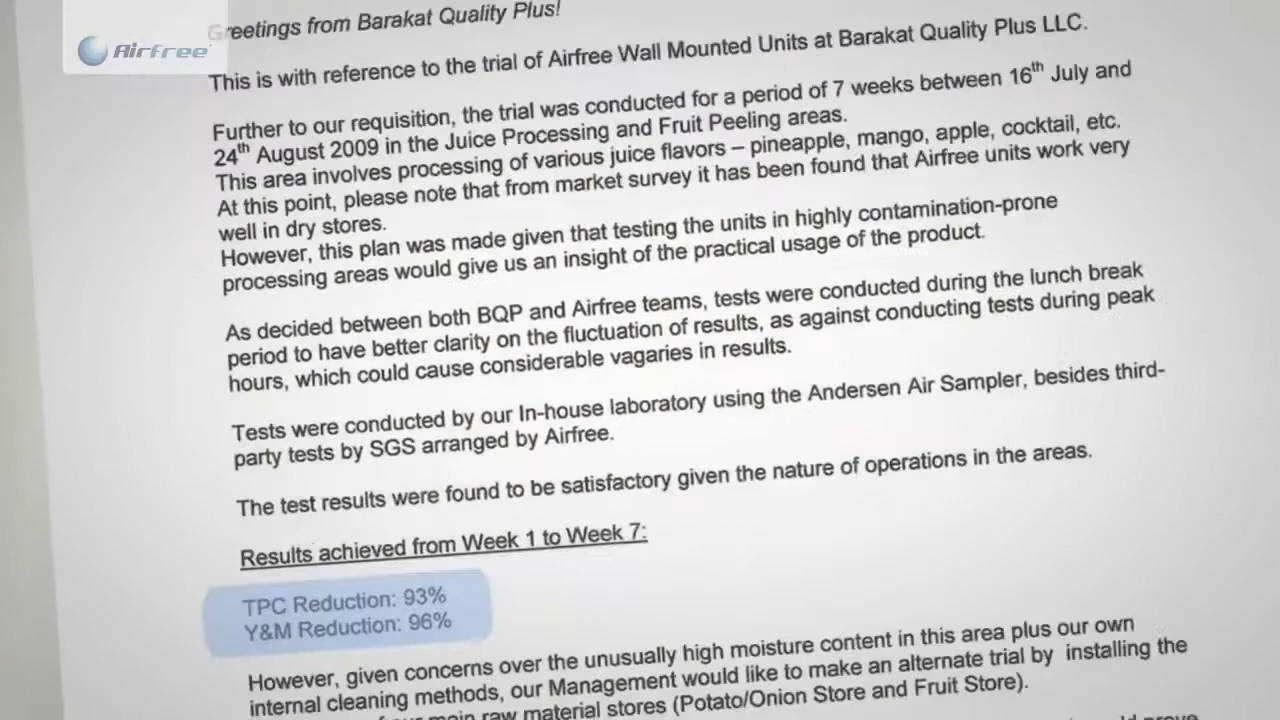 Greetings from Barakat Quality Plus!
Airfree
This is with reference to the trial of Airfree Wall Mounted Units at Barakat Quality Plus LLC.
Further to our requisition, the trial was conducted for a period of 7 weeks between 16th July and
24th August 2009 in the Juice Processing and Fruit Peeling areas.
This area involves processing of various juice flavors – pineapple, mango, apple, cocktail, etc.
At this point, please note that from market survey it has been found that Airfree units work very
well in dry stores.
However, this plan was made given that testing the units in highly contamination-prone
processing areas would give us an insight of the practical usage of the product.
As decided between both BQP and Airfree teams, tests were conducted during the lunch break
period to have better clarity on the fluctuation of results, as against conducting tests during peak
hours, which could cause considerable vagaries in results.
Tests were conducted by our In-house laboratory using the Andersen Air Sampler, besides third-
party tests by SGS arranged by Airfree.
The test results were found to be satisfactory given the nature of operations in the areas.
Results achieved from Week 1 to Week 7:
TPC Reduction: 93%
Y&M Reduction: 96%
However, given concerns over the unusually high moisture content in this area plus our own
internal cleaning methods, our Management would like to make an alternate trial by installing the
raw material stores (Potato/Onion Store and Fruit Store).